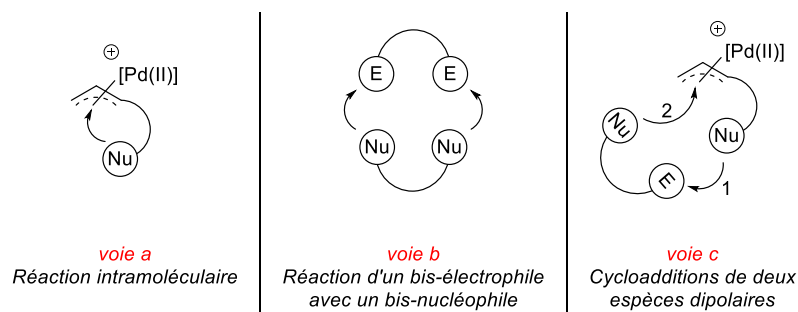 ⊕
[Pd(II)]
Nu
voie a
Réaction intramoléculaire
E E
Nu Nu
voie b
Réaction d'un bis-électrophile
avec un bis-nucléophile
⊕
[Pd(II)]
Nu
2
Nu
E
1
voie c
Cycloadditions de deux
espèces dipolaires